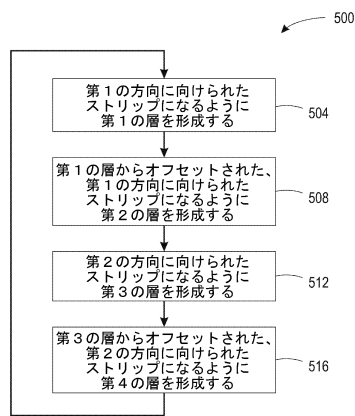 500
第１の方向に向けられた
ストリップになるように
第１の層を形成する
504
第１の層からオフセットされた、
第１の方向に向けられた
ストリップになるように
第２の層を形成する
508
第２の方向に向けられた
ストリップになるように
第３の層を形成する
512
第３の層からオフセットされた、
第２の方向に向けられた
ストリップになるように
第４の層を形成する
516